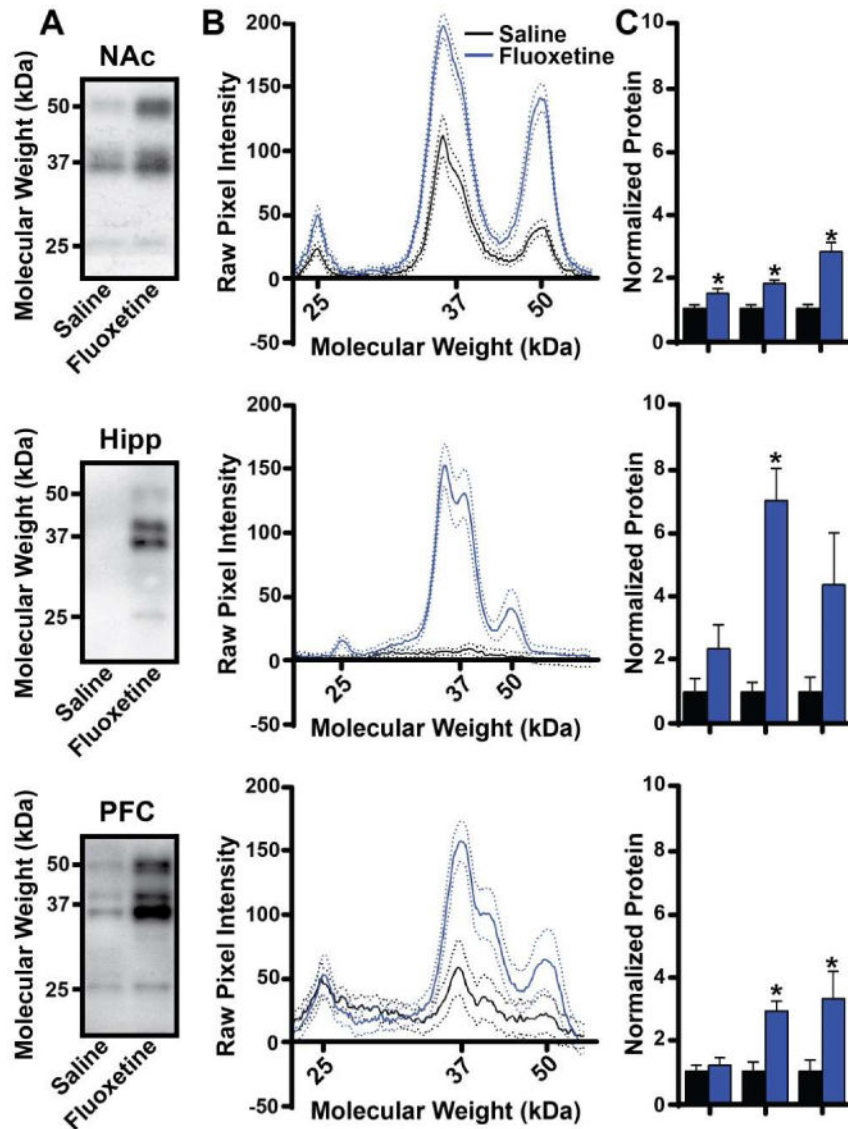 A
B
C
NAc
Molecular Weight (kDa)
50
37
25
Saline
Fluoxetine
Raw Pixel Intensity
200
150
100
50
0
-50
25
37
50
Molecular Weight (kDa)
Saline
Fluoxetine
Normalized Protein
10
8
6
4
2
0
*
*
*
Hipp
Molecular Weight (kDa)
50
37
25
Saline
Fluoxetine
Raw Pixel Intensity
200
150
100
50
0
-50
25
37
50
Molecular Weight (kDa)
Normalized Protein
10
8
6
4
2
0
*
PFC
Molecular Weight (kDa)
50
37
25
Saline
Fluoxetine
Raw Pixel Intensity
200
150
100
50
0
-50
25
37
50
Molecular Weight (kDa)
Normalized Protein
10
8
6
4
2
0
*
*